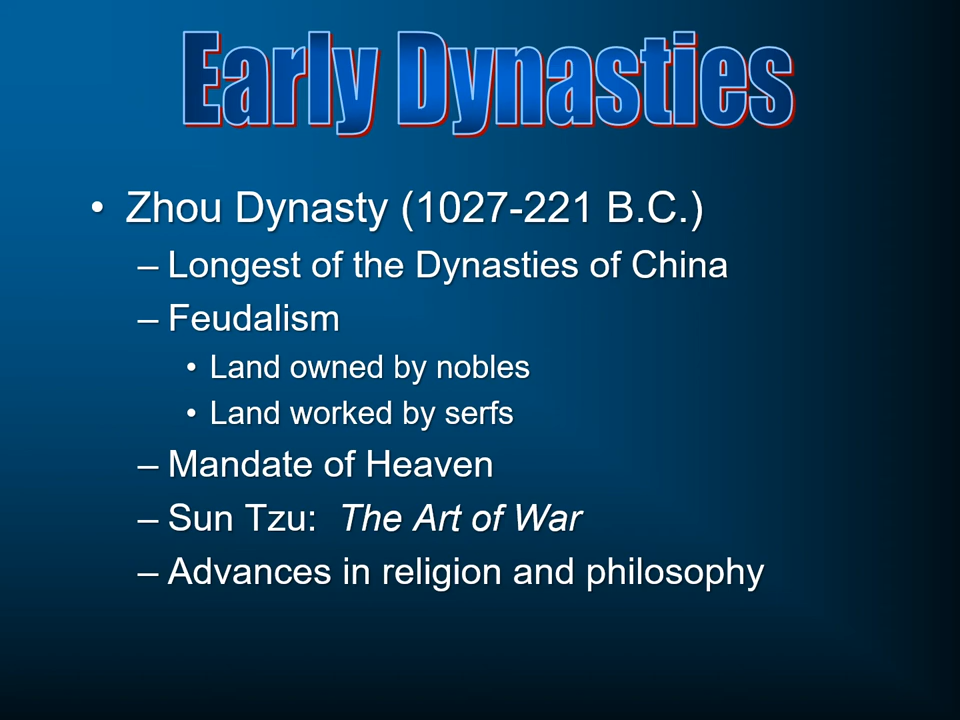 Early Dynasties
• Zhou Dynasty (1027-221 B.C.)
– Longest of the Dynasties of China
– Feudalism
• Land owned by nobles
• Land worked by serfs
– Mandate of Heaven
– Sun Tzu:  The Art of War
– Advances in religion and philosophy